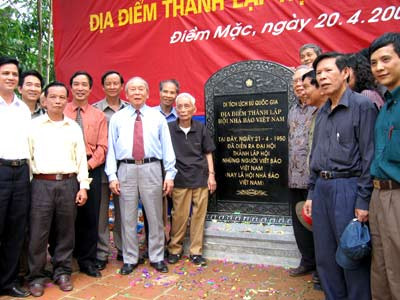 ĐỊA ĐIỂM THÀNH LẬP HỘI
Điềm Mặc, ngày 20.4.200
DI TÍCH LỊCH SỬ QUỐC GIA
ĐỊA ĐIỂM THÀNH LẬP
HỘI NHÀ BÁO VIỆT NAM
TẠI ĐÂY, NGÀY 21 - 4 - 1950
ĐÃ DIỄN RA ĐẠI HỘI
THÀNH LẬP HỘI
NHỮNG NGƯỜI VIẾT BÁO
VIỆT NAM
(NAY LÀ HỘI NHÀ BÁO
VIỆT NAM)